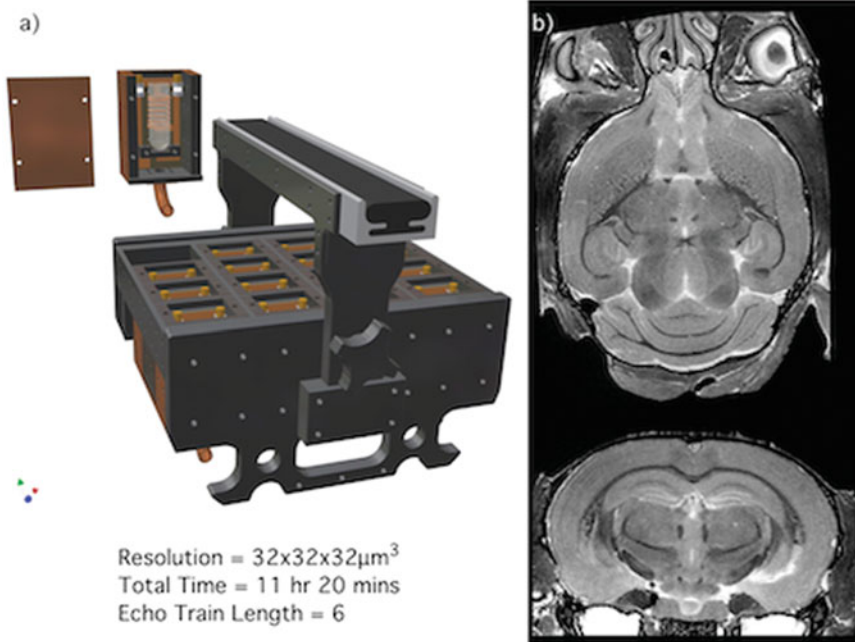 a)
b)
Resolution = 32x32x32µm³
Total Time = 11 hr 20 mins
Echo Train Length = 6